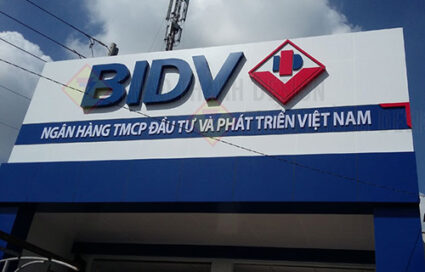 BIDV
NGÂN HÀNG TMCP ĐẦU TƯ VÀ PHÁT TRIỂN VIỆT NAM